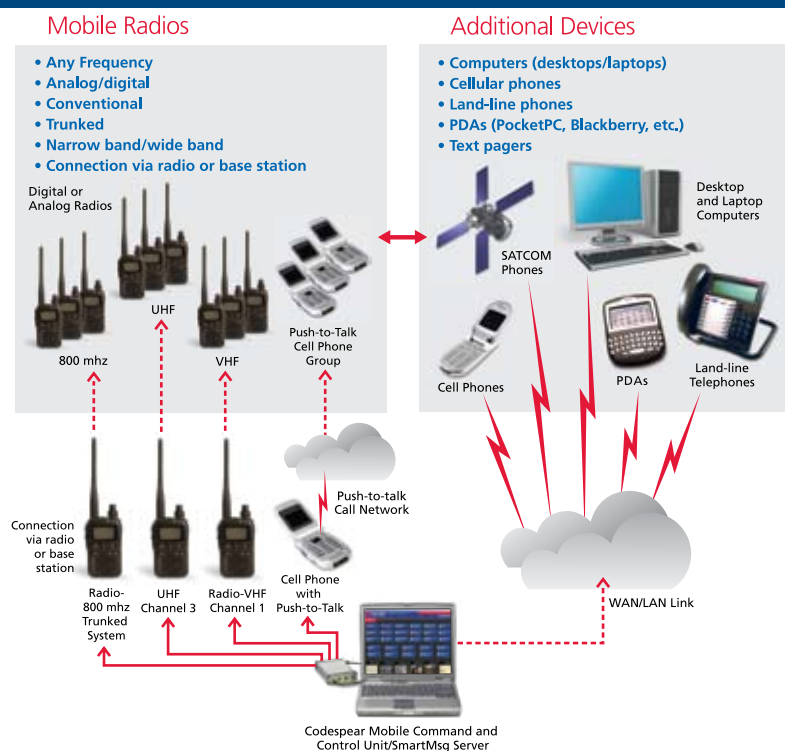 Mobile Radios
• Any Frequency
• Analog/digital
• Conventional
• Trunked
• Narrow band/wide band
• Connection via radio or base station
Digital or
Analog Radios
UHF
800 mhz
VHF
Push-to-Talk
Cell Phone
Group
Additional Devices
• Computers (desktops/laptops)
• Cellular phones
• Land-line phones
• PDAs (PocketPC, Blackberry, etc.)
• Text pagers
Desktop
and Laptop
Computers
SATCOM
Phones
Cell Phones
PDAs
Land-line
Telephones
Push-to-talk
Call Network
Connection
via radio
or base
station
Radio-
800 mhz
Trunked
System
UHF
Channel 3
Radio-VHF
Channel 1
Cell Phone
with
Push-to-Talk
WAN/LAN Link
Codespear Mobile Command and
Control Unit/SmartMsg Server